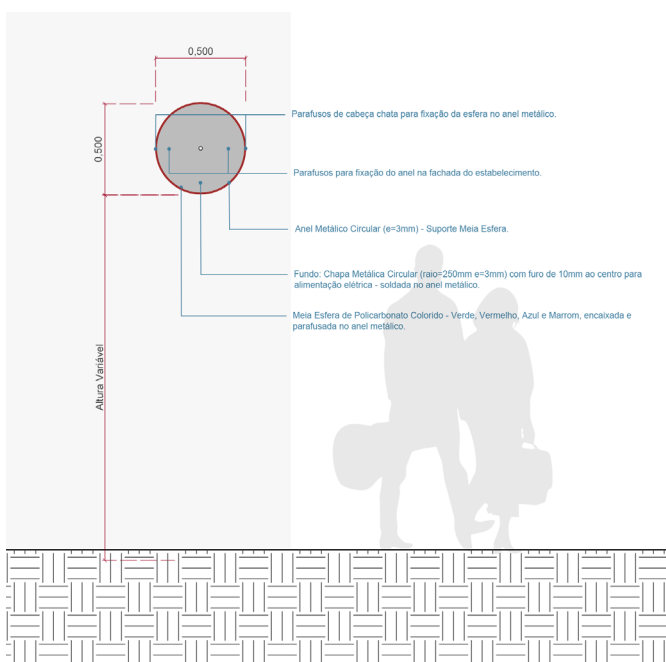 0,500
Parafusos de cabeça chata para fixação da esfera no anel metálico.
0.500
Parafusos para fixação do anel na fachada do estabelecimento.
Anel Metálico Circular (e=3mm) - Suporte Meia Esfera.
Fundo: Chapa Metálica Circular (raio=250mm e=3mm) com furo de 10mm ao centro para
alimentação elétrica - soldada no anel metálico.
Meia Esfera de Policarbonato Colorido - Verde, Vermelho, Azul e Marrom, encaixada e
parafusada no anel metálico.
Altura Variável